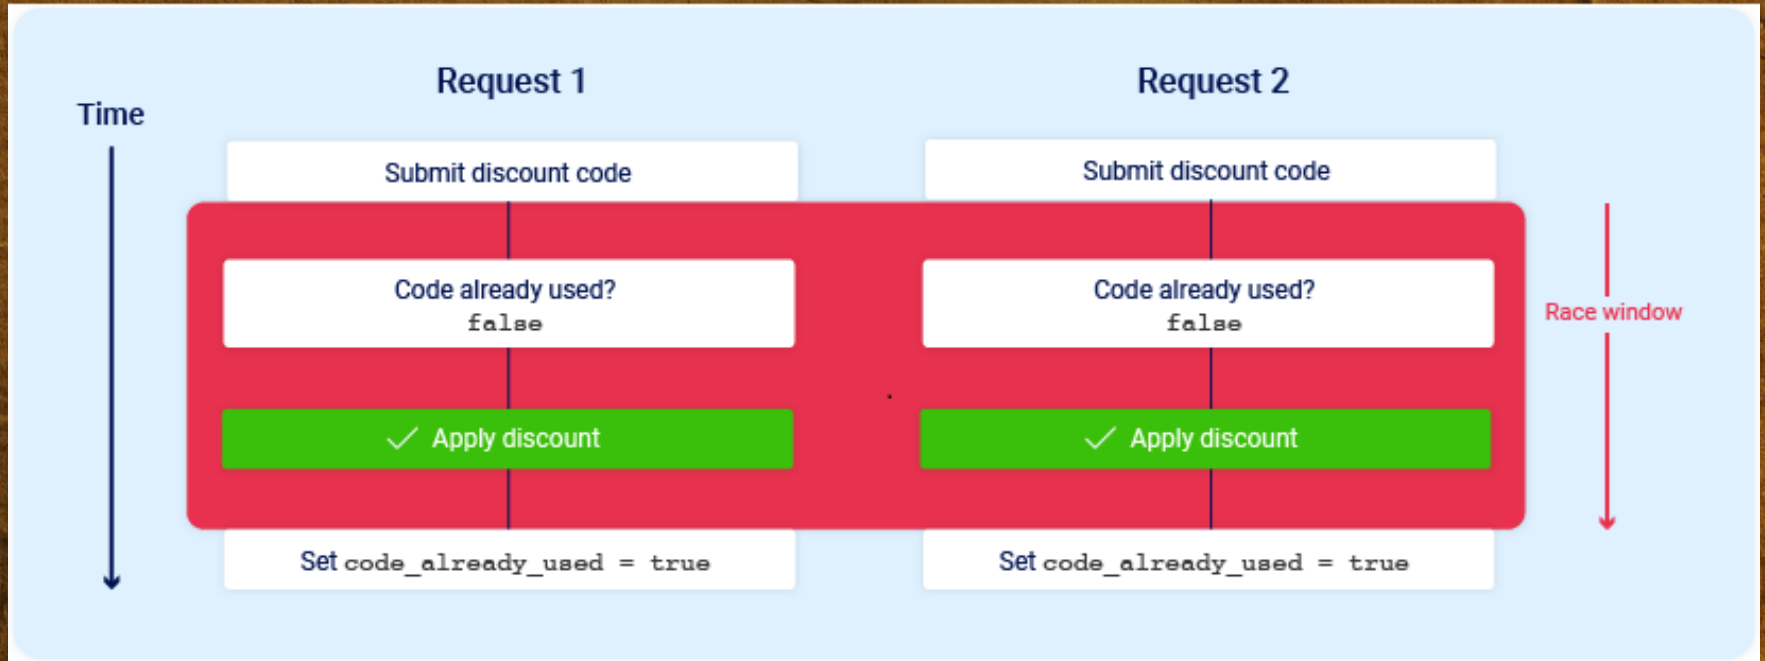 Request 1
Request 2
Time
Submit discount code
Submit discount code
Code already used?
false
Code already used?
false
Race window
Apply discount
Apply discount
Set code_already_used = true
Set code_already_used = true